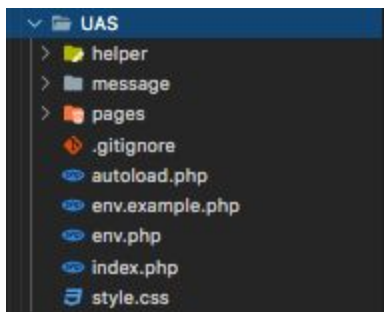 UAS
helper
message
pages
.gitignore
autoload.php
env.example.php
env.php
index.php
style.css